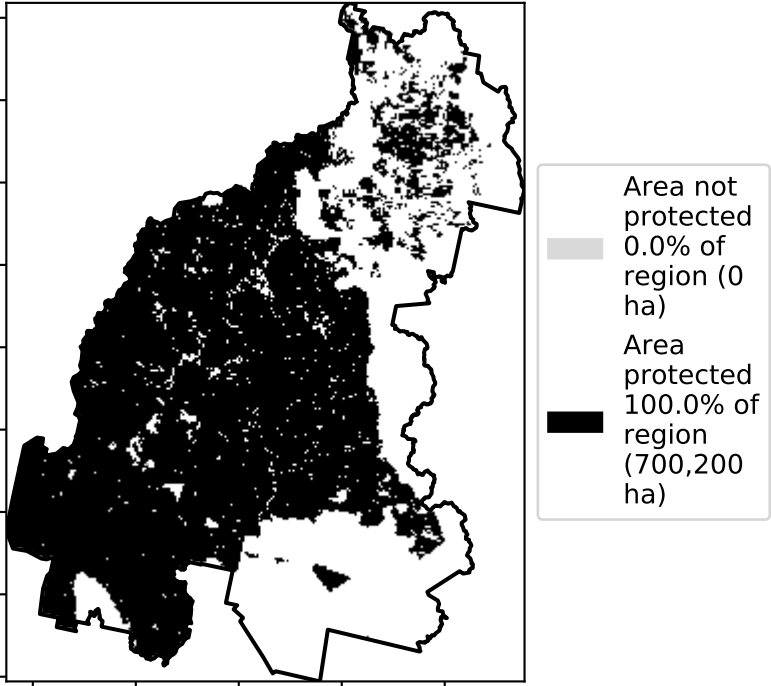 Area not
protected
0.0% of
region (0
ha)
Area
protected
100.0% of
region
(700,200
ha)